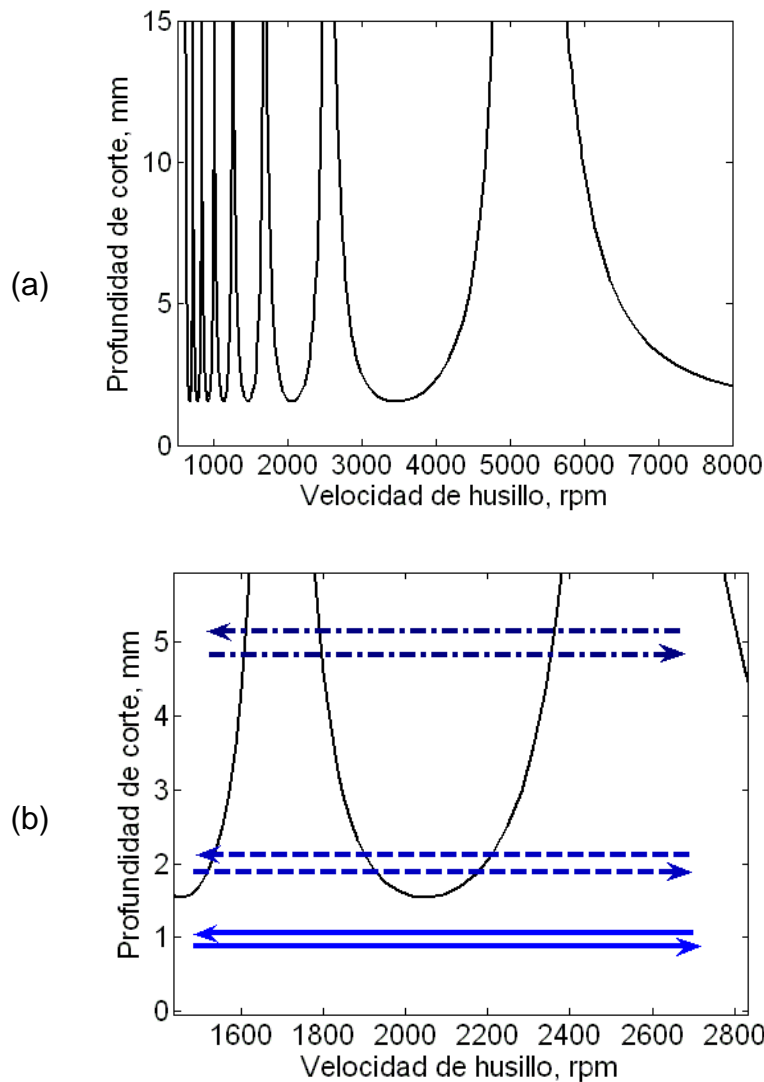 (a)
Profundidad de corte, mm
15
10
5
0
1000 2000 3000 4000 5000 6000 7000 8000
Velocidad de husillo, rpm
(b)
Profundidad de corte, mm
5
4
3
2
1
0
1600 1800 2000 2200 2400 2600 2800
Velocidad de husillo, rpm